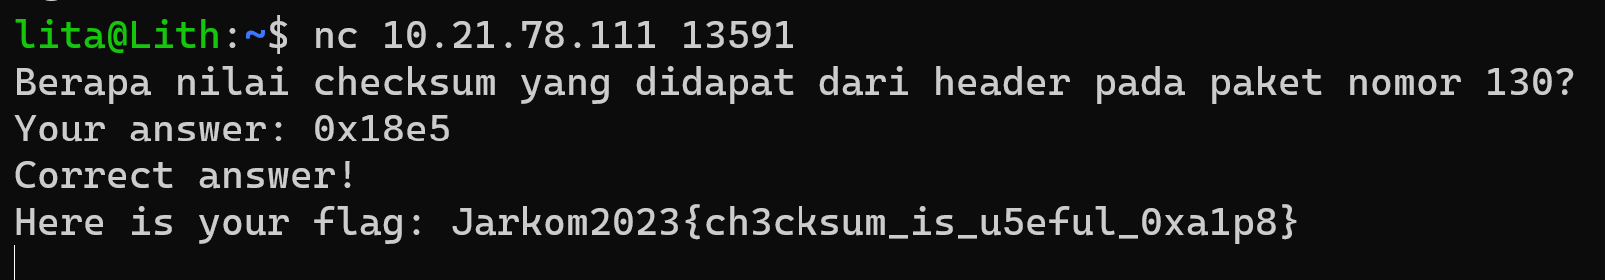 lita@Lith:~$ nc 10.21.78.111 13591
Berapa nilai checksum yang didapat dari header pada paket nomor 130?
Your answer: 0x18e5
Correct answer!
Here is your flag: Jarkom2023{ch3cksum_is_u5eful_0xa1p8}